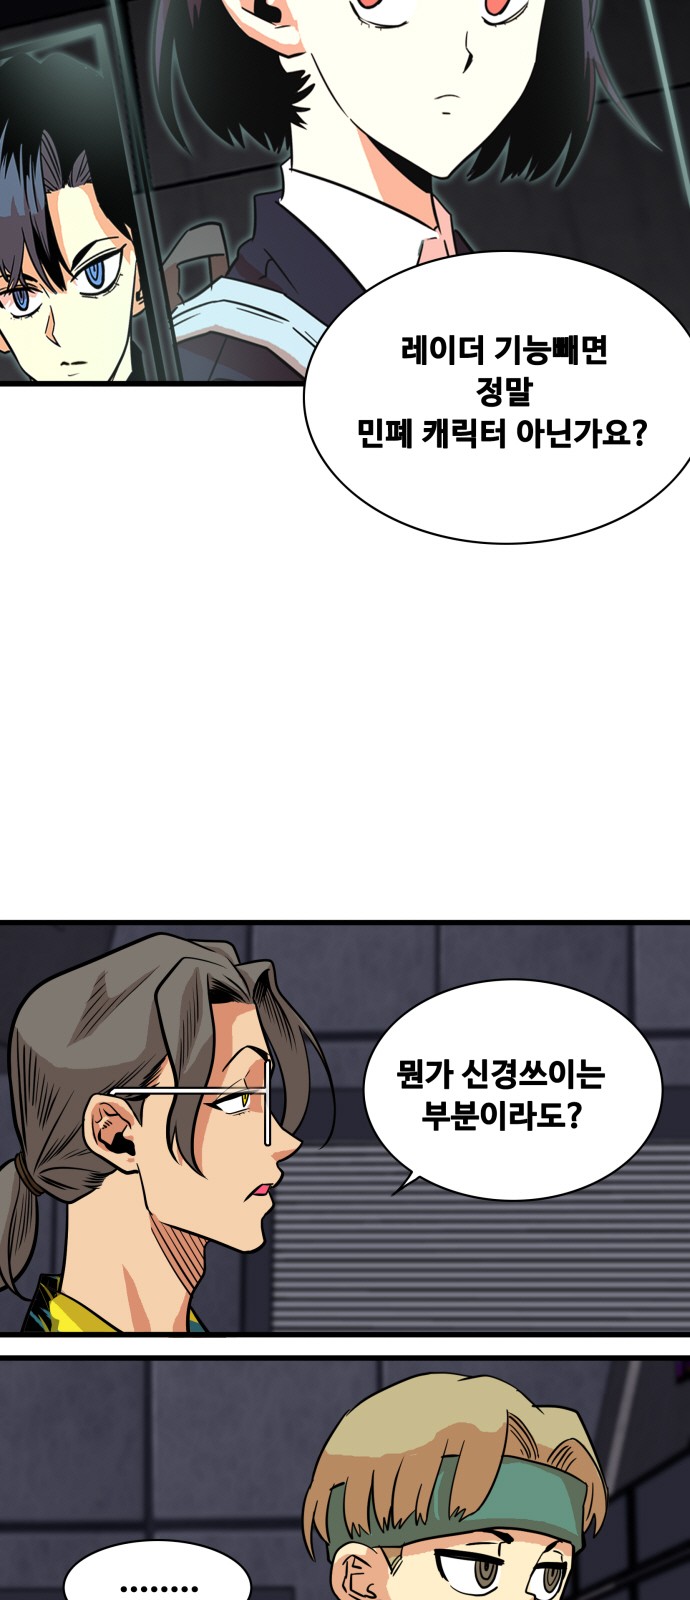 레이더 기능빼면
정말
민폐 캐릭터 아닌가요?
뭔가 신경쓰이는
부분이라도?
........